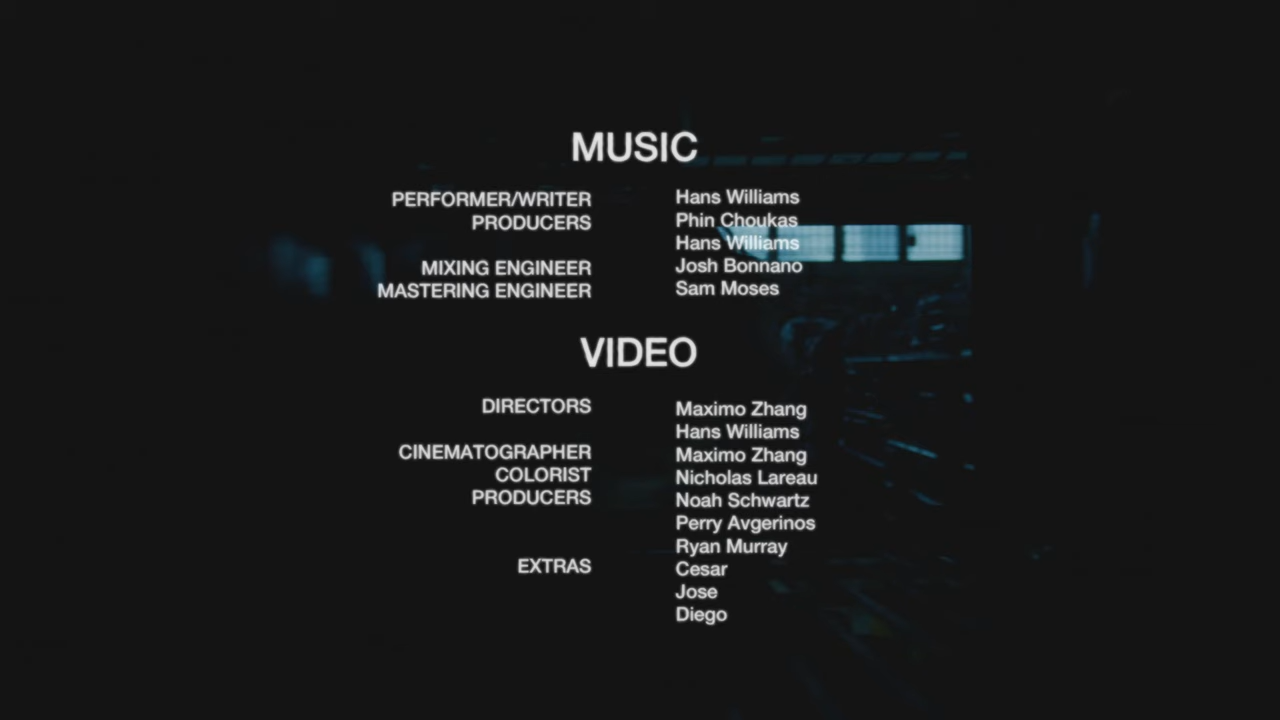 MUSIC
PERFORMER/WRITER Hans Williams
PRODUCERS Phin Choukas
Hans Williams
MIXING ENGINEER Josh Bonnano
MASTERING ENGINEER Sam Moses
VIDEO
DIRECTORS Maximo Zhang
Hans Williams
CINEMATOGRAPHER Maximo Zhang
COLORIST Nicholas Lareau
PRODUCERS Noah Schwartz
Perry Avgerinos
Ryan Murray
EXTRAS Cesar
Jose
Diego